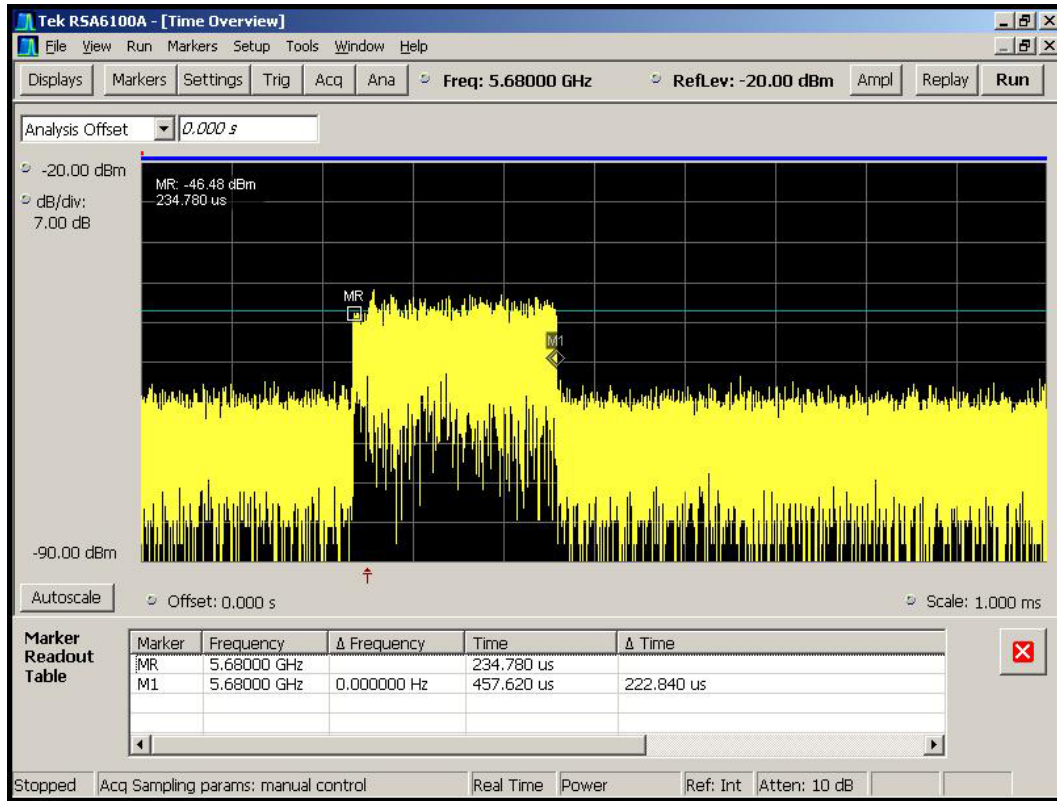 Tek RSA6100A - [Time Overview]
File View Run Markers Setup Tools Window Help
Displays Markers Settings Trig Acq Ana Freq: 5.68000 GHz RefLev: -20.00 dBm Ampl Replay Run
Analysis Offset 0.000 s
-20.00 dBm
dB/div:
7.00 dB
MR: -46.48 dBm
234.780 us
MR
M1
-90.00 dBm
Autoscale Offset: 0.000 s Scale: 1.000 ms
Marker Readout Table
Marker Frequency Δ Frequency Time Δ Time
MR 5.68000 GHz 234.780 us
M1 5.68000 GHz 0.000000 Hz 457.620 us 222.840 us
Stopped Acq Sampling params: manual control Real Time Power Ref: Int Atten: 10 dB